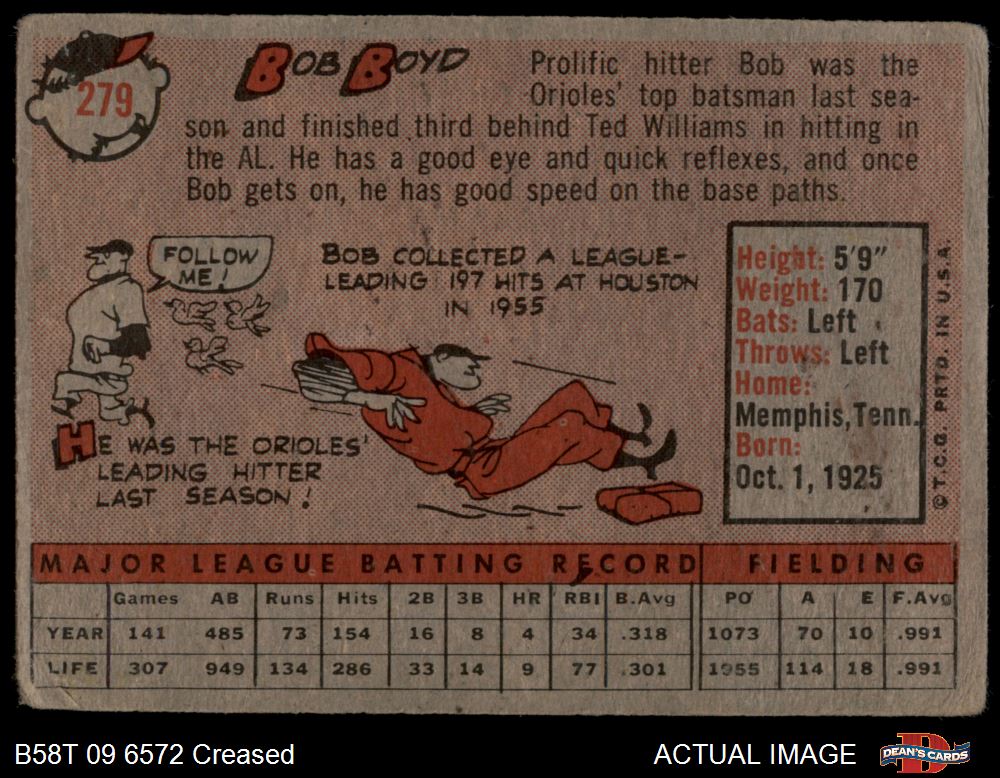 279
BOB BOYD
Prolific hitter Bob was the
Orioles' top batsman last sea-
son and finished third behind Ted Williams in hitting in
the AL. He has a good eye and quick reflexes, and once
Bob gets on, he has good speed on the base paths.
FOLLOW
ME!
BOB COLLECTED A LEAGUE-
LEADING 197 HITS AT HOUSTON
IN 1955
HE WAS THE ORIOLES'
LEADING HITTER
LAST SEASON!
Height: 5'9"
Weight: 170
Bats: Left
Throws: Left
Home:
Memphis, Tenn.
Born:
Oct. 1, 1925
© T.C.G. PRTD. IN U.S.A.
MAJOR LEAGUE BATTING RECORD FIELDING
Games AB Runs Hits 2B 3B HR RBI B.Avg PO A E F.Avg
YEAR 141 485 73 154 16 8 4 34 .318 1073 70 10 .991
LIFE 307 949 134 286 33 14 9 77 .301 1955 114 18 .991
B58T 09 6572 Creased
ACTUAL IMAGE
DEAN'S CARDS